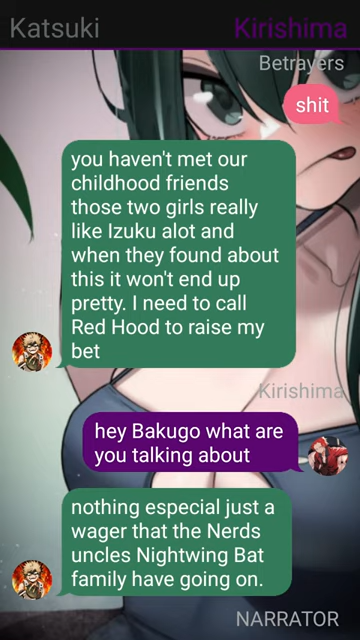 Katsuki
Kirishima
Betrayers
shit
you haven't met our
childhood friends
those two girls really
like Izuku alot and
when they found about
this it won't end up
pretty. I need to call
Red Hood to raise my
bet
Kirishima
hey Bakugo what are
you talking about
nothing especial just a
wager that the Nerds
uncles Nightwing Bat
family have going on.
NARRATOR